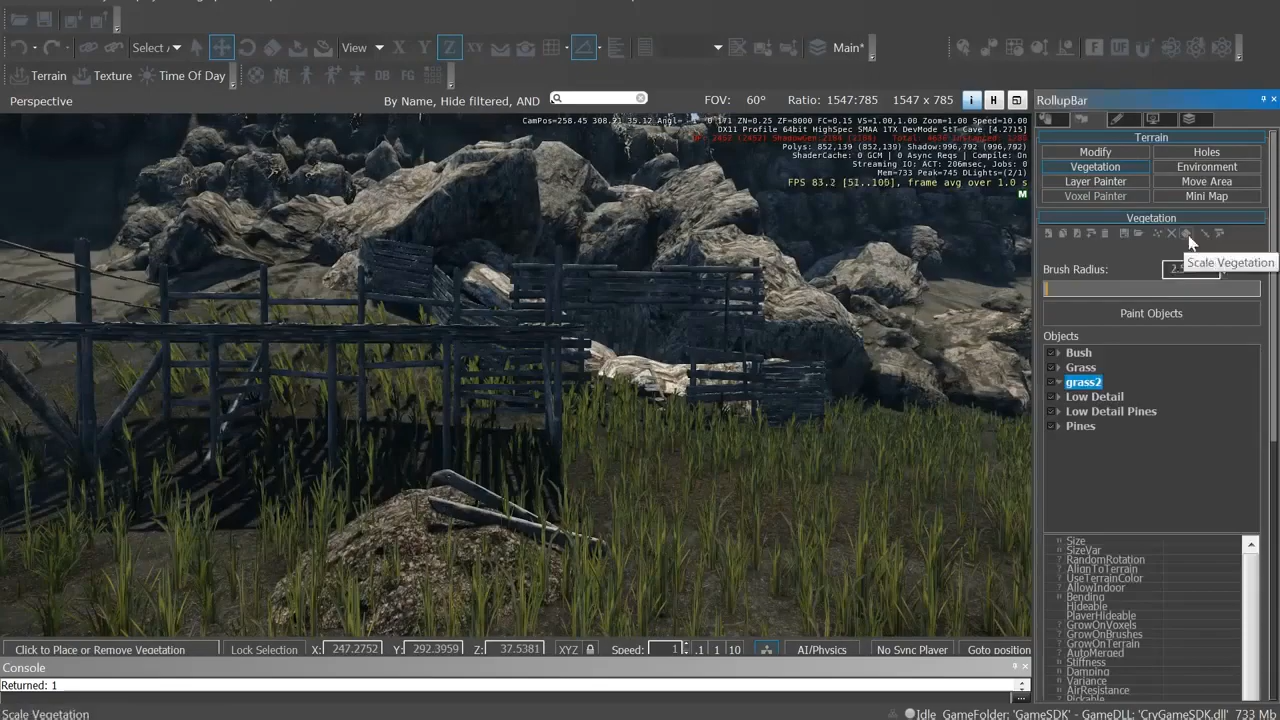 Select
View
X
Y
Z
XY
Main*
F
UF
Terrain
Texture
Time Of Day
DB
FG
Perspective
By Name, Hide filtered, AND
FOV: 60°
Ratio: 1547:785
1547 x 785
i
H
RollupBar
DX11 Profile 64bit HighSpec SMAA 1TX DevMode StT Cave [4.2715]
Polys: 852,139 (852,139) Shadow:996,792 (996,792)
ShaderCache: 0 GCM | 0 Async Reqs | Compile: On
Streaming IO: ACT: 206msec, Jobs: 0
Mem=733 Peak=745 DLights=(2/1)
FPS 83.2 [51..100], frame avg over 1.0 s
M
Terrain
Modify
Holes
Vegetation
Environment
Layer Painter
Move Area
Voxel Painter
Mini Map
Vegetation
Scale Vegetation
Brush Radius:
Paint Objects
Objects
Bush
Grass
grass2
Low Detail
Low Detail Pines
Pines
Size
SizeVar
RandomRotation
AlignToTerrain
UseTerrainColor
AllowIndoor
Bending
Hideable
PlayerHideable
GrowOnVoxels
GrowOnBrushes
GrowOnTerrain
AutoMerged
Stiffness
Damping
Variance
AirResistance
Pickable
Click to Place or Remove Vegetation
Lock Selection
X: 247.2752
Y: 292.3959
Z: 37.5381
XYZ
Speed: 1
.1
1
10
AI/Physics
No Sync Player
Goto position
Console
Returned: 1
Scale Vegetation
Idle GameFolder: 'GameSDK' - GameDLL: 'CryGameSDK.dll' 733 Mb